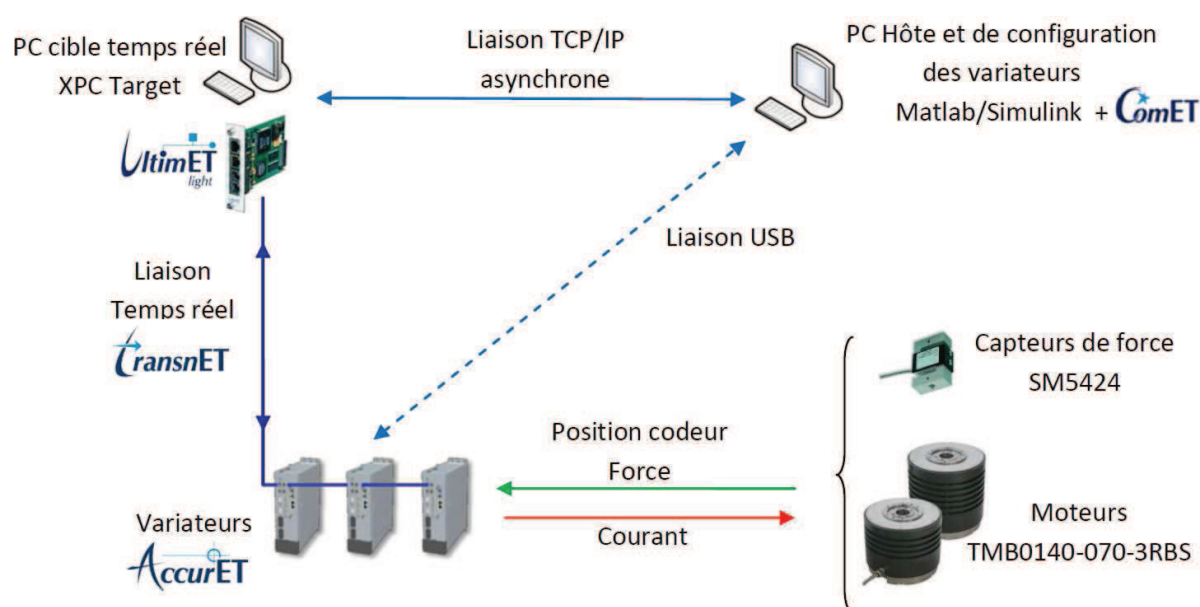 PC cible temps réel
XPC Target
UltimET
light
Liaison TCP/IP
asynchrone
PC Hôte et de configuration
des variateurs
Matlab/Simulink + ComET
Liaison USB
Liaison
Temps réel
TransnET
Capteurs de force
SM5424
Position codeur
Force
Courant
Variateurs
AccurET
Moteurs
TMB0140-070-3RBS